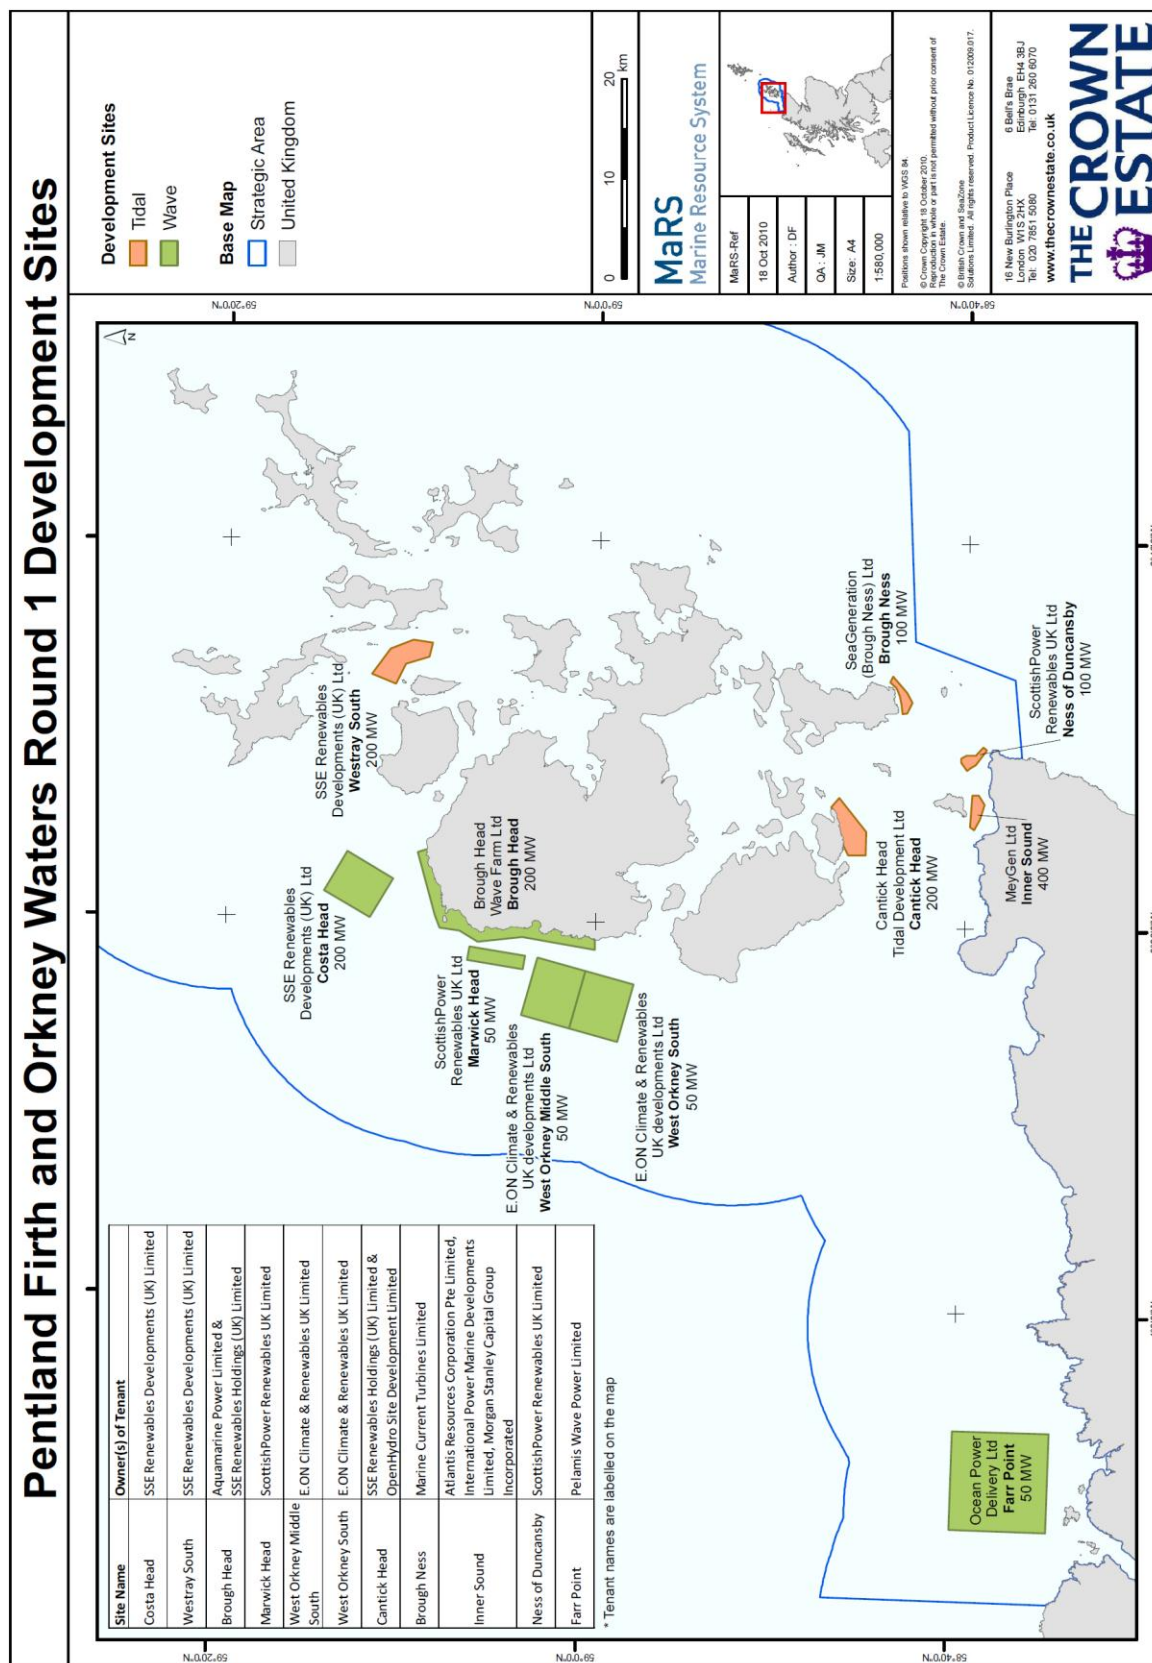 Pentland Firth and Orkney Waters Round 1 Development Sites
Site Name Owner(s) of Tenant
Costa Head SSE Renewables Developments (UK) Limited
Westray South SSE Renewables Developments (UK) Limited
Brough Head Aquamarine Power Limited &
SSE Renewables Holdings (UK) Limited
Marwick Head ScottishPower Renewables UK Limited
West Orkney Middle
South E.ON Climate & Renewables UK Limited
West Orkney South E.ON Climate & Renewables UK Limited
Cantick Head SSE Renewables Holdings (UK) Limited &
OpenHydro Site Development Limited
Brough Ness Marine Current Turbines Limited
Inner Sound Atlantis Resources Corporation Pte Limited,
International Power Marine Developments
Limited, Morgan Stanley Capital Group
Incorporated
Ness of Duncansby ScottishPower Renewables UK Limited
Farr Point Pelamis Wave Power Limited
* Tenant names are labelled on the map
SSE Renewables
Developments (UK) Ltd
Costa Head
200 MW
SSE Renewables
Developments (UK) Ltd
Westray South
200 MW
Brough Head
Wave Farm Ltd
Brough Head
200 MW
ScottishPower
Renewables UK Ltd
Marwick Head
50 MW
E.ON Climate & Renewables
UK developments Ltd
West Orkney Middle South
50 MW
E.ON Climate & Renewables
UK developments Ltd
West Orkney South
50 MW
Cantick Head
Tidal Development Ltd
Cantick Head
200 MW
SeaGeneration
(Brough Ness) Ltd
Brough Ness
100 MW
MeyGen Ltd
Inner Sound
400 MW
ScottishPower
Renewables UK Ltd
Ness of Duncansby
100 MW
Ocean Power
Delivery Ltd
Farr Point
50 MW
N
59°20'0"N
59°0'0"N
58°40'0"N
59°20'0"N
59°0'0"N
58°40'0"N
Development Sites
Tidal
Wave
Base Map
Strategic Area
United Kingdom
0 10 20
km
MaRS
Marine Resource System
MaRS-Ref
18 Oct 2010
Author : DF
QA : JM
Size: A4
1:580,000
Positions shown relative to WGS 84.
© Crown Copyright 18 October 2010.
Reproduction in whole or part is not permitted without prior consent of
The Crown Estate.
© British Crown and SeaZone
Solutions Limited. All rights reserved. Product Licence No. 012009.017.
16 New Burlington Place
London W1S 2HX
Tel: 020 7851 5080
6 Bell's Brae
Edinburgh EH4 3BJ
Tel: 0131 260 6070
www.thecrownestate.co.uk
THE CROWN
ESTATE